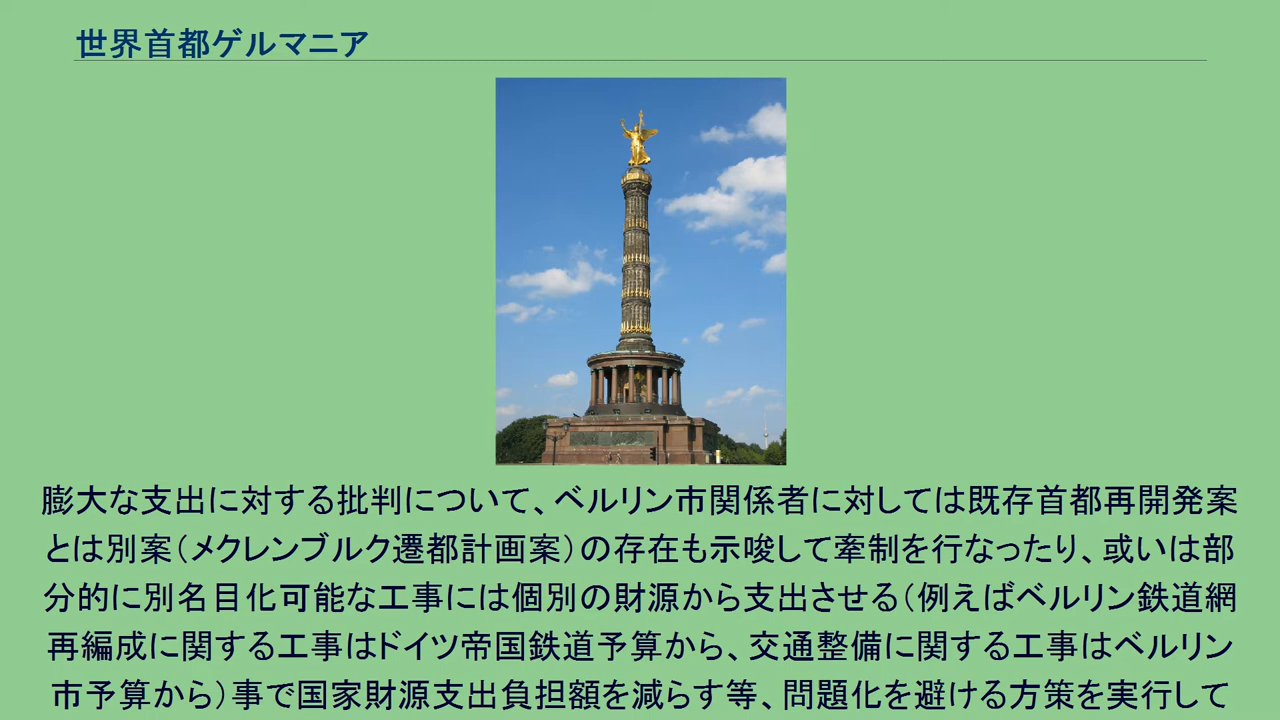 世界首都ゲルマニア
膨大な支出に対する批判について、ベルリン市関係者に対しては既存首都再開発案
とは別案（メクレンブルク遷都計画案）の存在も示唆して牽制を行なったり、或いは部
分的に別名目化可能な工事には個別の財源から支出させる（例えばベルリン鉄道網
再編成に関する工事はドイツ帝国鉄道予算から、交通整備に関する工事はベルリン
市予算から）事で国家財源支出負担額を減らす等、問題化を避ける方策を実行して